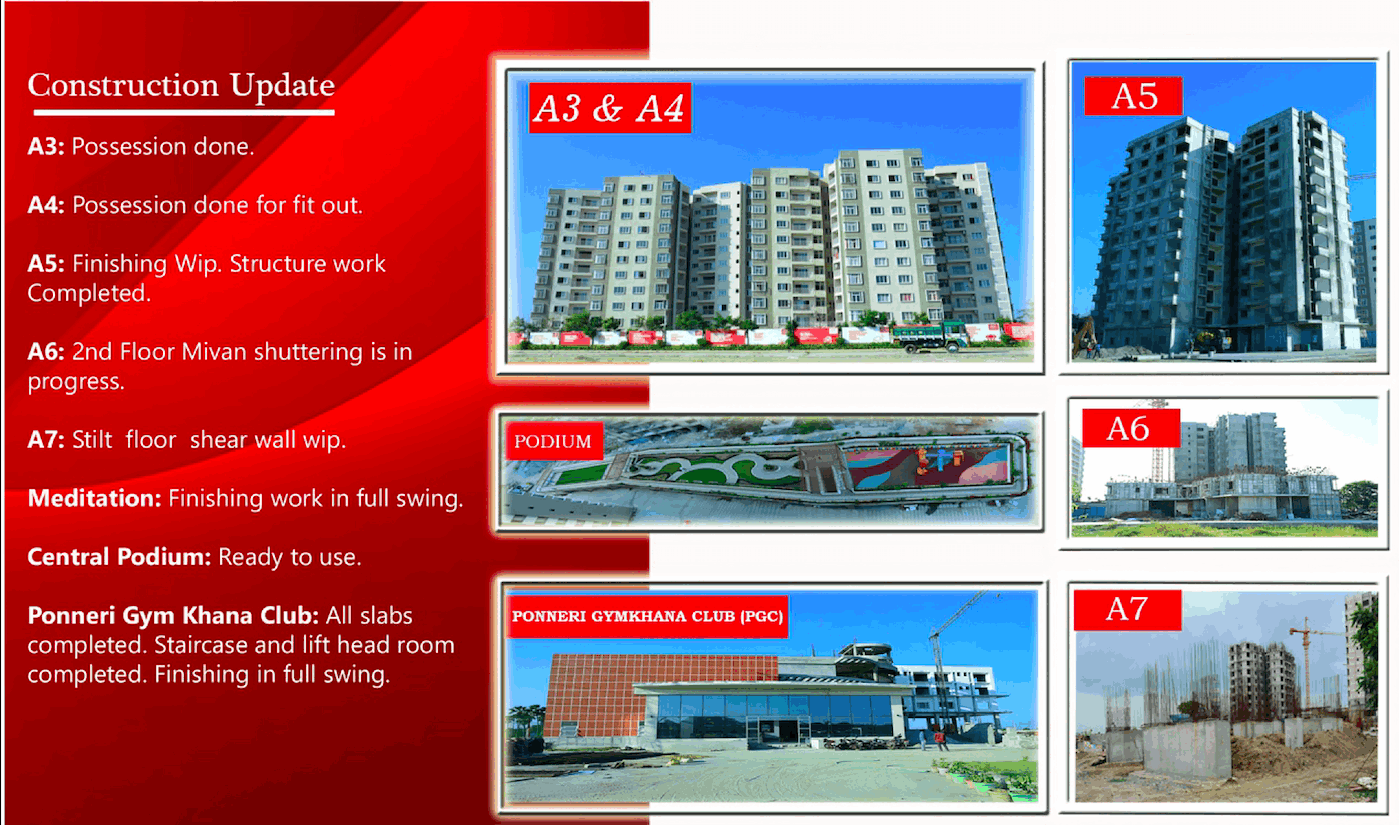 Construction Update
A3: Possession done.
A4: Possession done for fit out.
A5: Finishing Wip. Structure work
Completed.
A6: 2nd Floor Mivan shuttering is in
progress.
A7: Stilt floor shear wall wip.
Meditation: Finishing work in full swing.
Central Podium: Ready to use.
Ponneri Gym Khana Club: All slabs
completed. Staircase and lift head room
completed. Finishing in full swing.
A3 & A4
A5
PODIUM
A6
PONNERI GYMKHANA CLUB (PGC)
A7